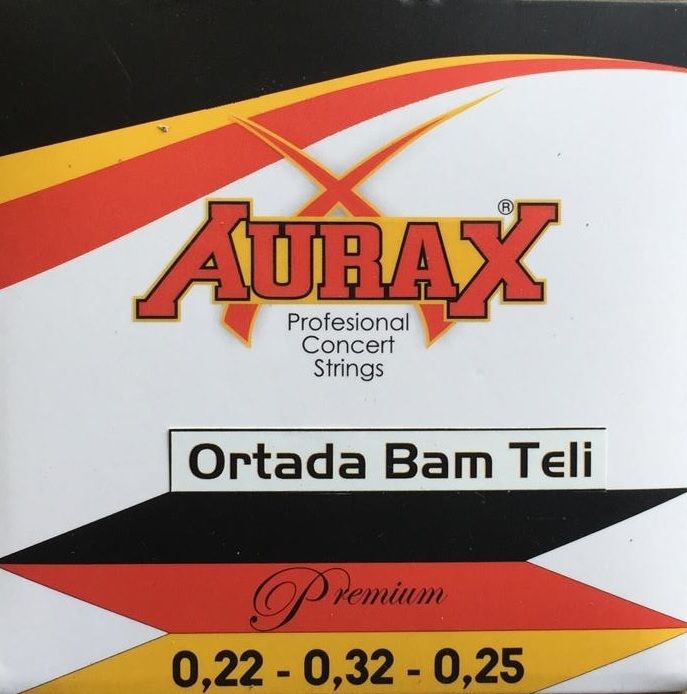 AURAX®
Profesional
Concert
Strings
Ortada Bam Teli
Premium
0,22 - 0,32 - 0,25